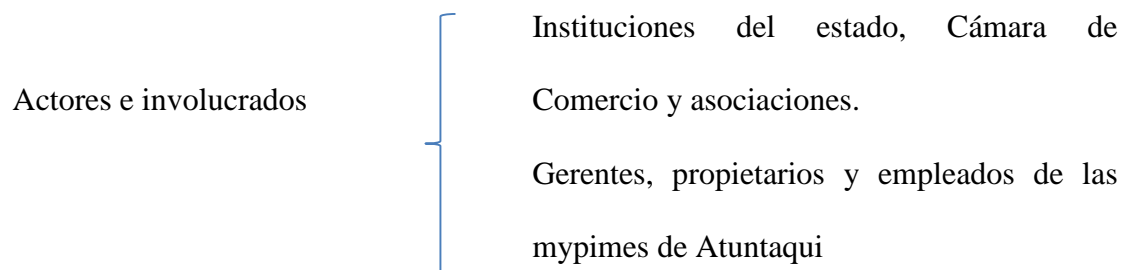 Actores e involucrados
Instituciones del estado, Cámara de
Comercio y asociaciones.
Gerentes, propietarios y empleados de las
mypimes de Atuntaqui